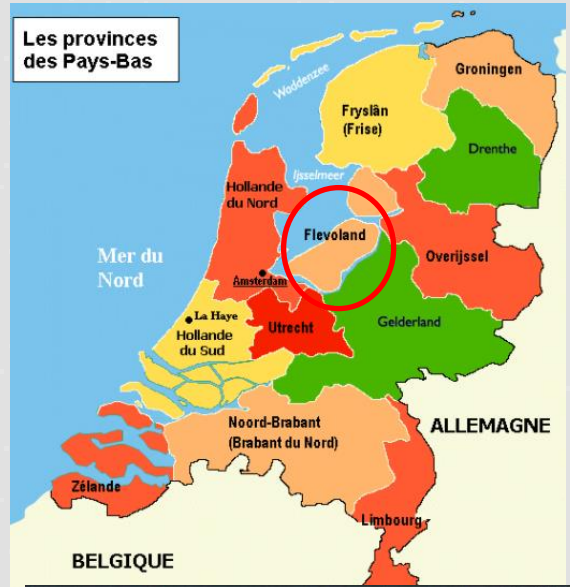 Les provinces
des Pays-Bas
Groningen
Waddenzee
Fryslân
(Frise)
Drenthe
Ijsselmeer
Hollande
du Nord
Flevoland
Overijssel
Mer du
Nord
Amsterdam
La Haye
Hollande
du Sud
Utrecht
Gelderland
Noord-Brabant
(Brabant du Nord)
ALLEMAGNE
Zélande
Limbourg
BELGIQUE